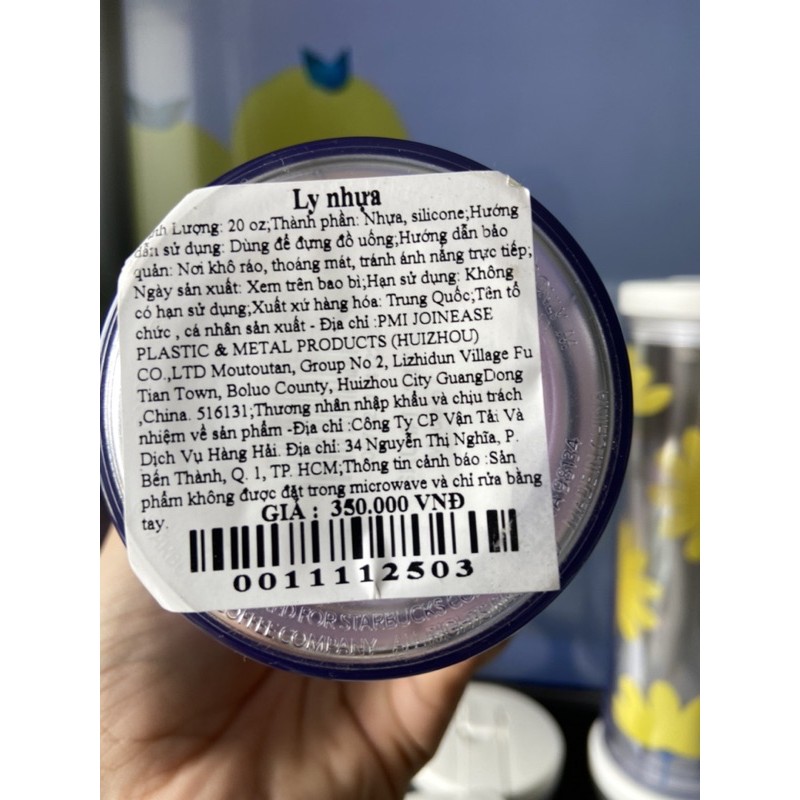 Ly nhựa
Lượng: 20 oz;Thành phần: Nhựa, silicone;Hướng
dẫn sử dụng: Dùng để đựng đồ uống;Hướng dẫn bảo
quản: Nơi khô ráo, thoáng mát, tránh ánh nắng trực tiếp;
Ngày sản xuất: Xem trên bao bì;Hạn sử dụng: Không
có hạn sử dụng;Xuất xứ hàng hóa: Trung Quốc;Tên tổ
chức , cá nhân sản xuất - Địa chỉ :PMI JOINEASE
PLASTIC & METAL PRODUCTS (HUIZHOU)
CO.,LTD Moutoutan, Group No 2, Lizhidun Village Fu
Tian Town, Boluo County, Huizhou City GuangDong
,China. 516131;Thương nhân nhập khẩu và chịu trách
nhiệm về sản phẩm -Địa chỉ :Công Ty CP Vận Tải Và
Dịch Vụ Hàng Hải. Địa chỉ: 34 Nguyễn Thị Nghĩa, P.
Bến Thành, Q. 1, TP. HCM;Thông tin cảnh báo :Sản
phẩm không được đặt trong microwave và chỉ rửa bằng
tay.
GIÁ : 350.000 VNĐ
0011112503
FOR STARBUCKS
COFFEE COMPANY
MADE IN